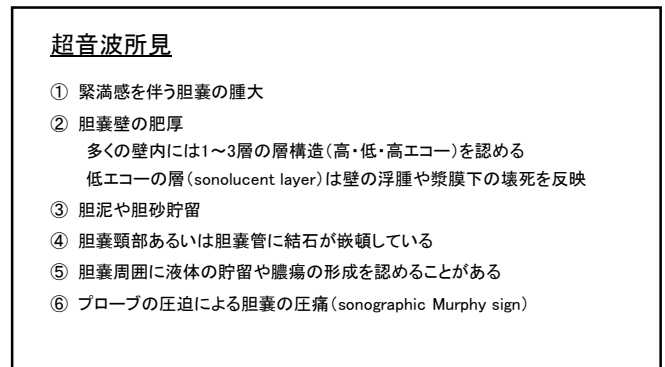 超音波所見
① 緊満感を伴う胆嚢の腫大
② 胆嚢壁の肥厚
多くの壁内には1～3層の層構造(高・低・高エコー)を認める
低エコーの層(sonolucent layer)は壁の浮腫や漿膜下の壊死を反映
③ 胆泥や胆砂貯留
④ 胆嚢頸部あるいは胆嚢管に結石が嵌頓している
⑤ 胆嚢周囲に液体の貯留や膿瘍の形成を認めることがある
⑥ プローブの圧迫による胆嚢の圧痛(sonographic Murphy sign)